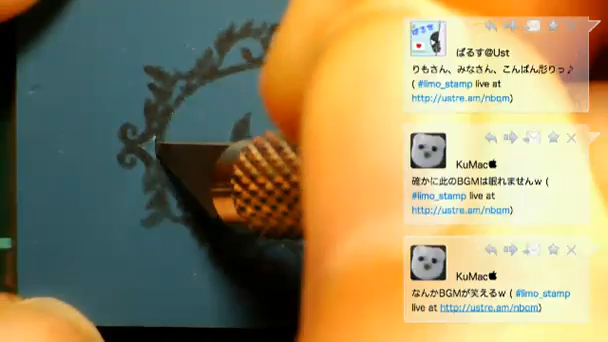 ぱるす@Ust
りもさん、みなさん、こんばん彫りっ♪
( #limo_stamp live at
http://ustre.am/nbqm)
KuMac
確かに此のBGMは眠れませんw (
#limo_stamp live at
http://ustre.am/nbqm)
KuMac
なんかBGMが笑えるw ( #limo_stamp
live at http://ustre.am/nbqm)